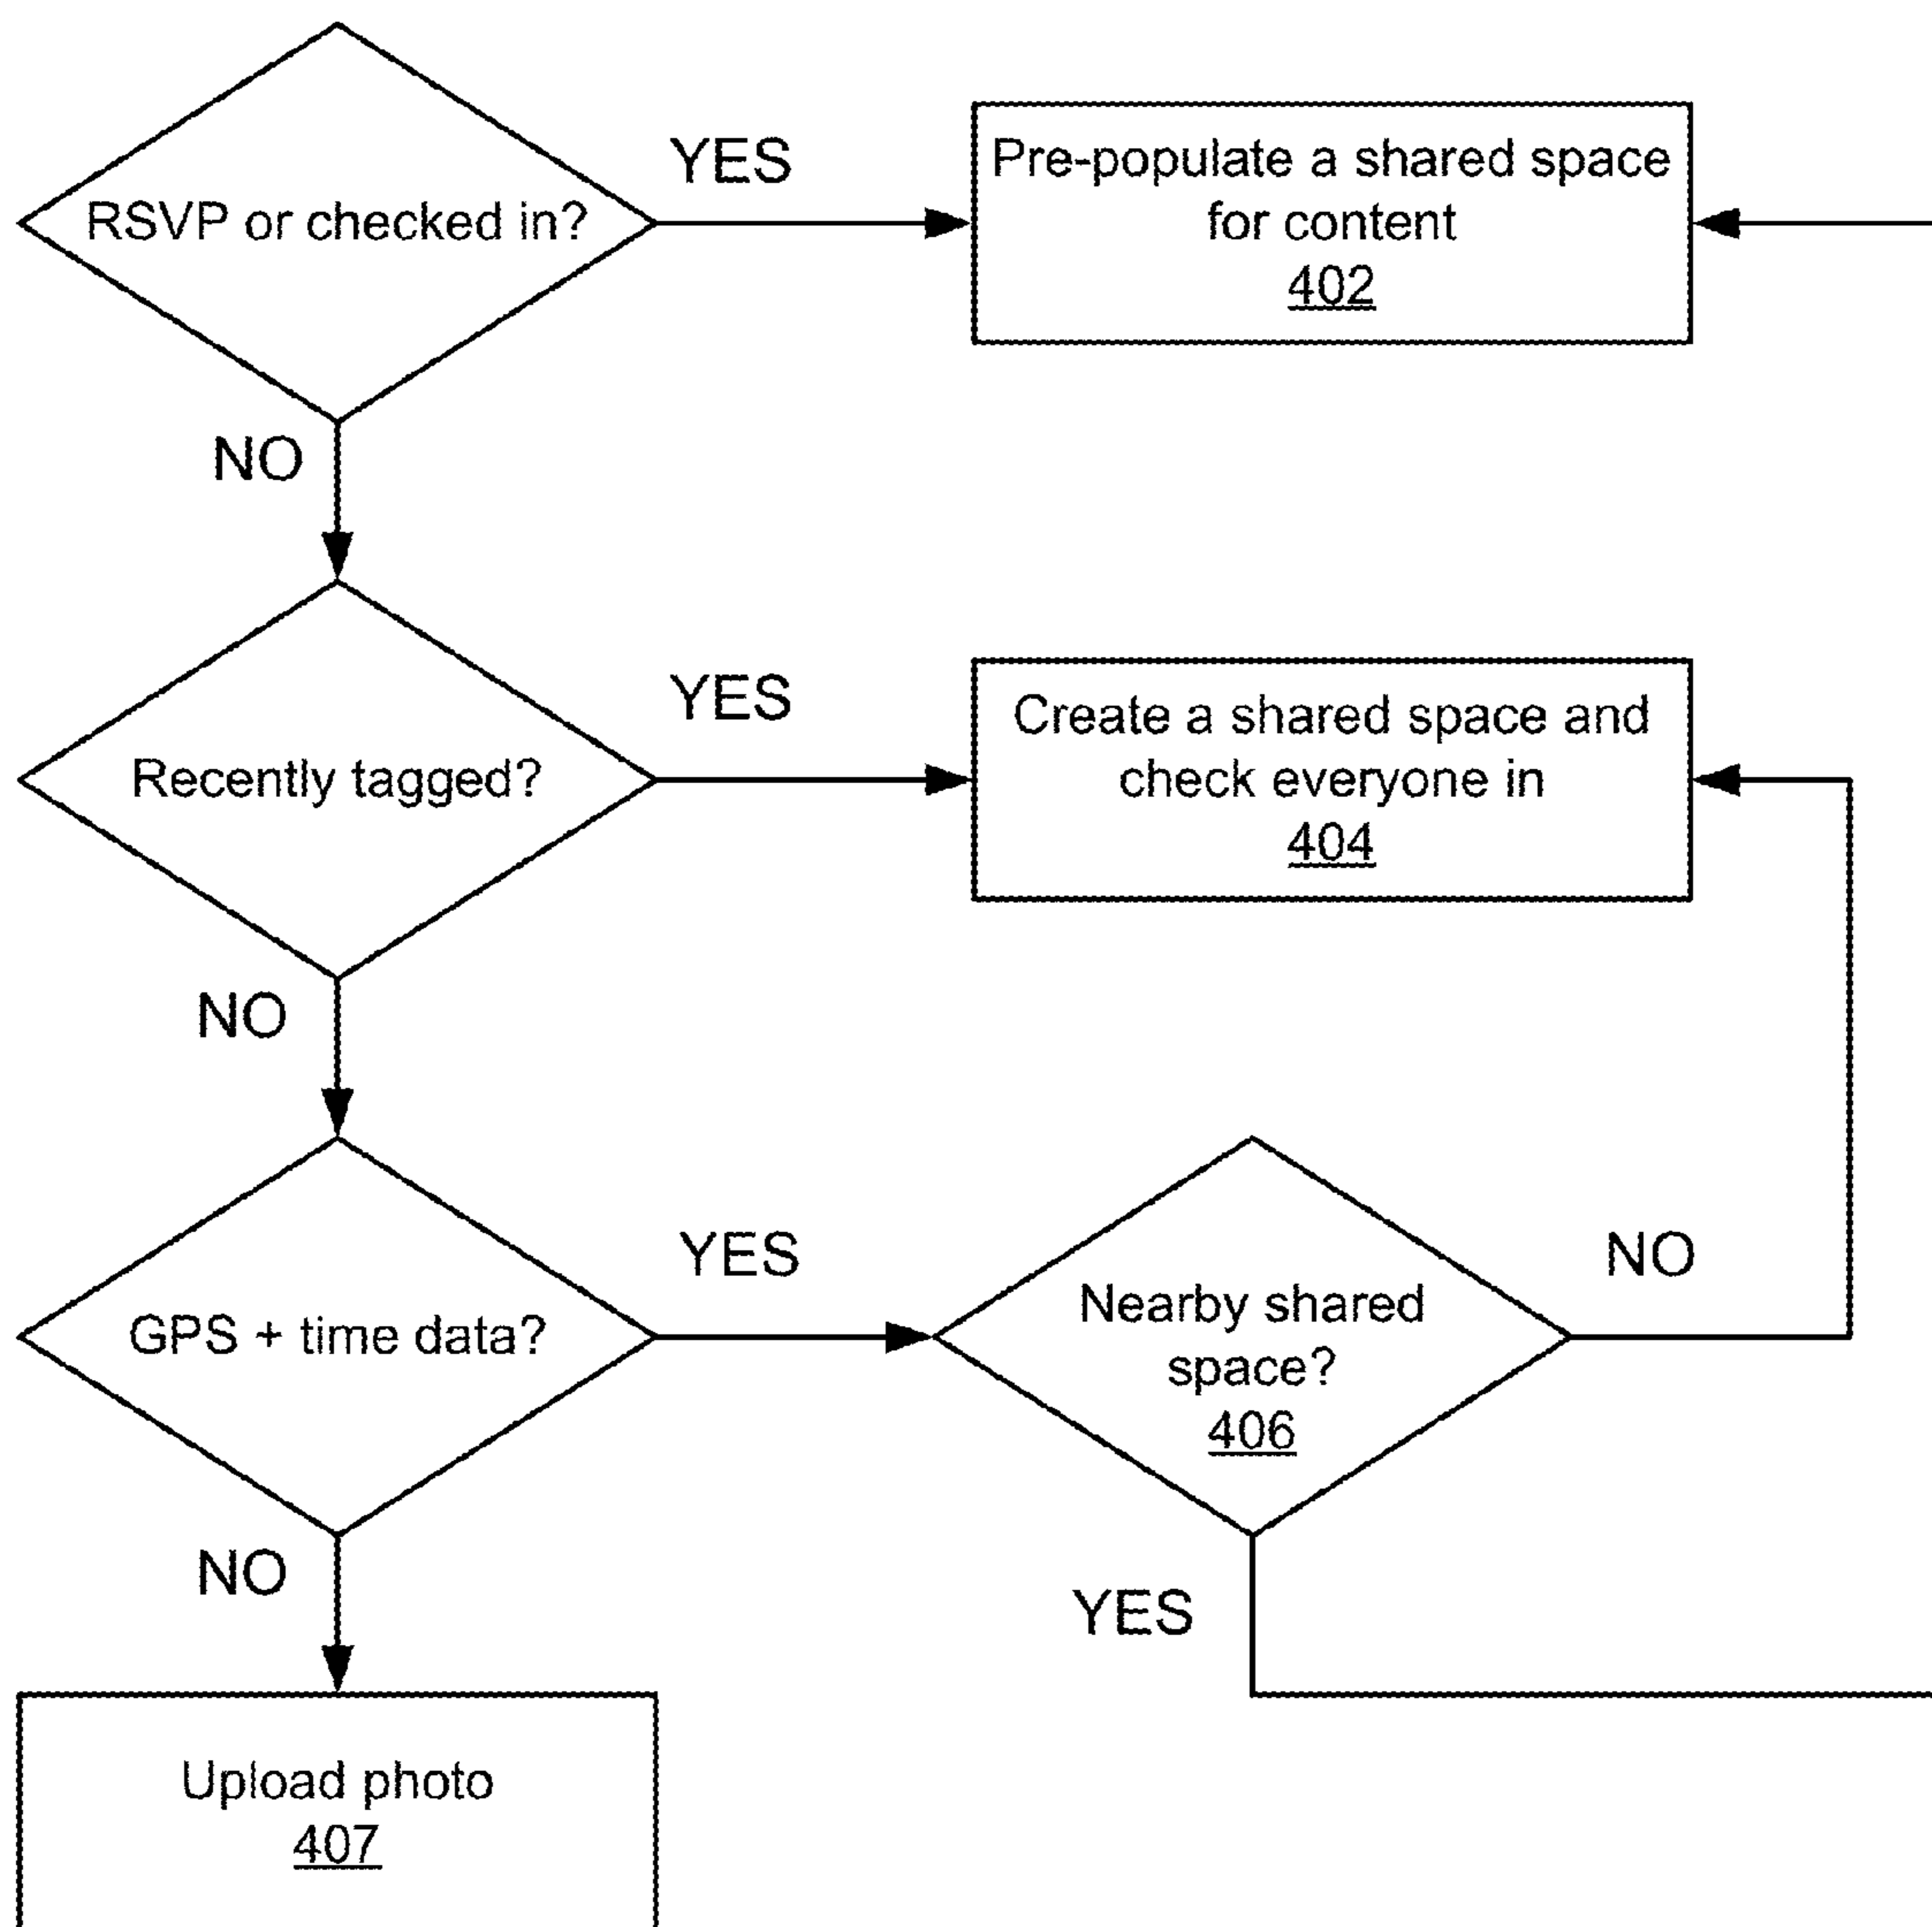 RSVP or checked in?
YES
Pre-populate a shared space
for content
402
NO
Recently tagged?
YES
Create a shared space and
check everyone in
404
NO
GPS + time data?
YES
Nearby shared
space?
406
NO
NO
YES
Upload photo
407